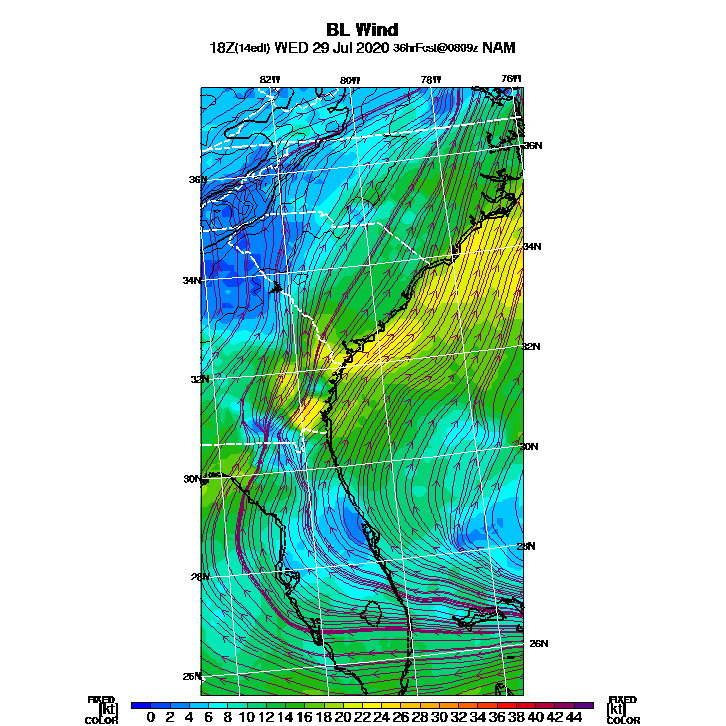 BL Wind
18Z(14edt) WED 29 Jul 2020 36hrFcst@0809z NAM
82W 80W 78W 76W
36N
36N
34N
34N
32N
32N
30N
30N
28N
28N
26N
26N
FIXED FIXED
[kt] 0 2 4 6 8 10 12 14 16 18 20 22 24 26 28 30 32 34 36 38 40 42 44 [kt]
COLOR COLOR